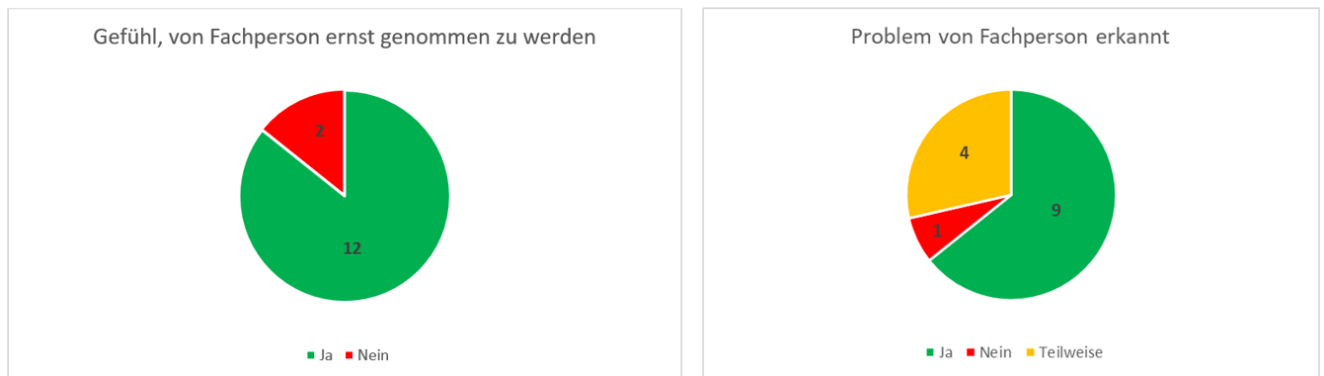 Gefühl, von Fachperson ernst genommen zu werden
2
12
Ja Nein
Problem von Fachperson erkannt
4
9
1
Ja Nein Teilweise